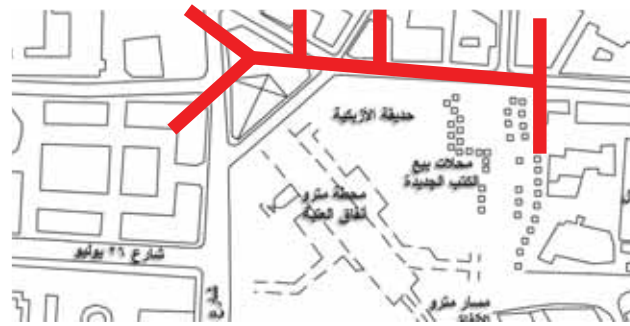 حديقة الأزبكية
محلات بيع
الكتب الجديدة
محطة مترو
أنفاق العتبة
شارع ٢٦ يوليو
مسار مترو